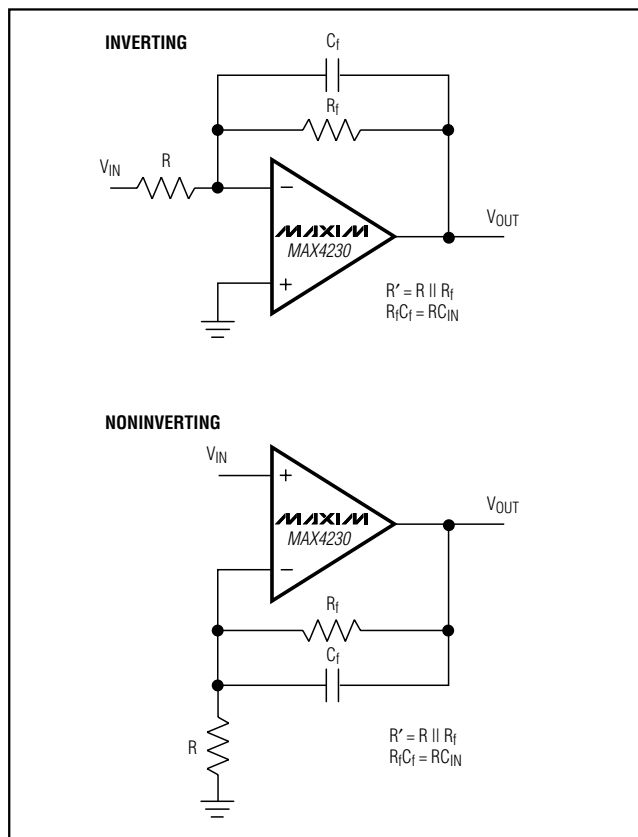 INVERTING
Cf
Rf
VIN
R
−
MAXIM
MAX4230
+
VOUT
R′ = R || Rf
RfCf = RCIN
NONINVERTING
VIN
+
MAXIM
MAX4230
−
VOUT
Rf
Cf
R
R′ = R || Rf
RfCf = RCIN